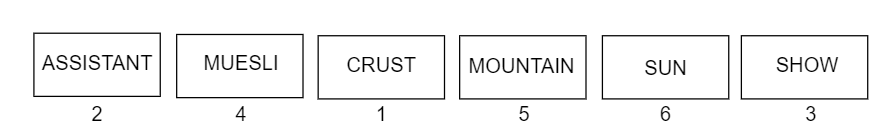 ASSISTANT MUESLI CRUST MOUNTAIN SUN SHOW
2 4 1 5 6 3